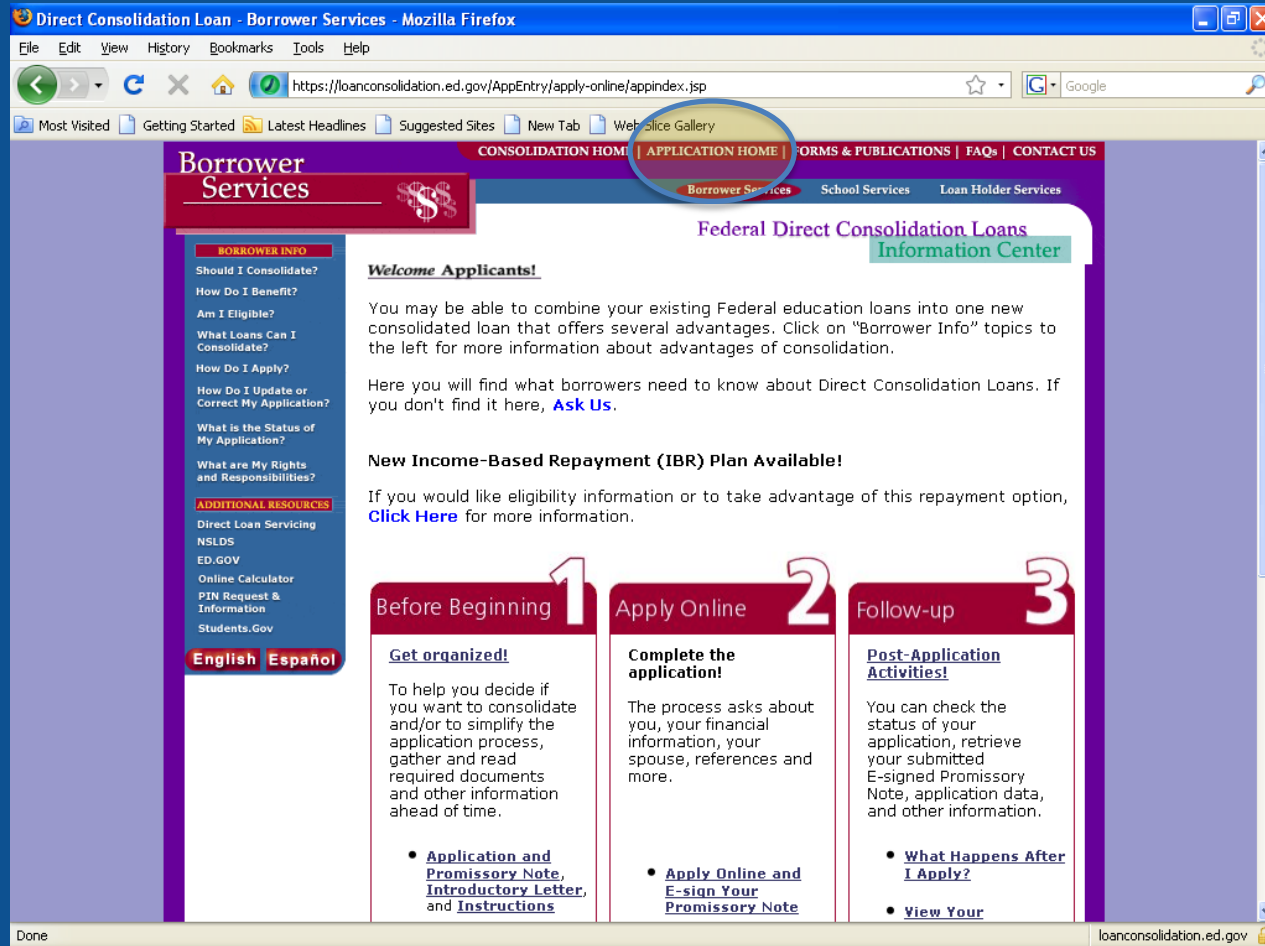 Direct Consolidation Loan - Borrower Services - Mozilla Firefox
File Edit View History Bookmarks Tools Help
https://loanconsolidation.ed.gov/AppEntry/apply-online/appindex.jsp
G Google
Most Visited Getting Started Latest Headlines Suggested Sites New Tab Web Slice Gallery
CONSOLIDATION HOME | APPLICATION HOME | FORMS & PUBLICATIONS | FAQs | CONTACT US
Borrower
Services
$$$
Borrower Services School Services Loan Holder Services
Federal Direct Consolidation Loans
Information Center
BORROWER INFO
Should I Consolidate?
How Do I Benefit?
Am I Eligible?
What Loans Can I
Consolidate?
How Do I Apply?
How Do I Update or
Correct My Application?
What is the Status of
My Application?
What are My Rights
and Responsibilities?
ADDITIONAL RESOURCES
Direct Loan Servicing
NSLDS
ED.GOV
Online Calculator
PIN Request &
Information
Students.Gov
English Español
Welcome Applicants!
You may be able to combine your existing Federal education loans into one new
consolidated loan that offers several advantages. Click on "Borrower Info" topics to
the left for more information about advantages of consolidation.
Here you will find what borrowers need to know about Direct Consolidation Loans. If
you don't find it here, Ask Us.
New Income-Based Repayment (IBR) Plan Available!
If you would like eligibility information or to take advantage of this repayment option,
Click Here for more information.
Before Beginning 1
Get organized!
To help you decide if
you want to consolidate
and/or to simplify the
application process,
gather and read
required documents
and other information
ahead of time.
• Application and
Promissory Note,
Introductory Letter,
and Instructions
Apply Online 2
Complete the
application!
The process asks about
you, your financial
information, your
spouse, references and
more.
• Apply Online and
E-sign Your
Promissory Note
Follow-up 3
Post-Application
Activities!
You can check the
status of your
application, retrieve
your submitted
E-signed Promissory
Note, application data,
and other information.
• What Happens After
I Apply?
• View Your
Done
loanconsolidation.ed.gov